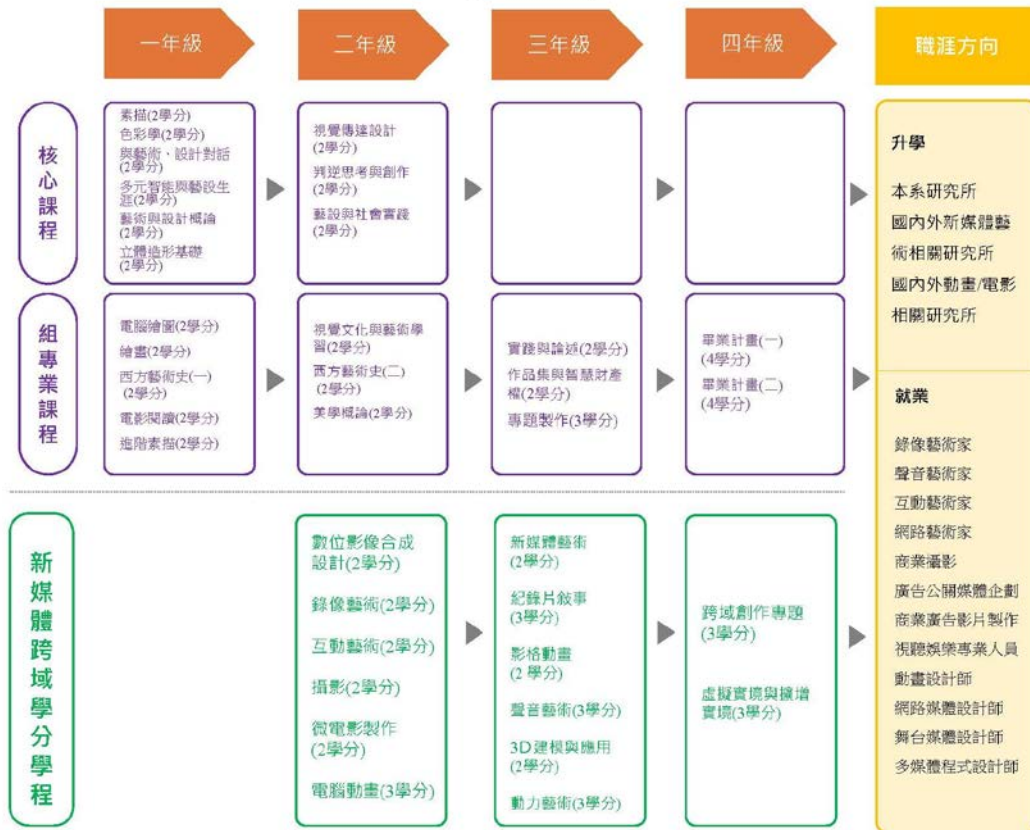 一年級
二年級
三年級
四年級
職涯方向
核心課程
素描(2學分)
色彩學(2學分)
與藝術、設計對話
(2學分)
多元智能與藝設生
涯(2學分)
藝術與設計概論
(2學分)
立體造形基礎
(2學分)
視覺傳達設計
(2學分)
判逆思考與創作
(2學分)
藝設與社會實踐
(2學分)
組專業課程
電腦繪圖(2學分)
繪畫(2學分)
西方藝術史(一)
(2學分)
電影閱讀(2學分)
進階素描(2學分)
視覺文化與藝術學
習(2學分)
西方藝術史(二)
(2學分)
美學概論(2學分)
實踐與論述(2學分)
作品集與智慧財產
權(2學分)
專題製作(3學分)
畢業計畫(一)
(4學分)
畢業計畫(二)
(4學分)
新媒體跨域學分學程
數位影像合成
設計(2學分)
錄像藝術(2學分)
互動藝術(2學分)
攝影(2學分)
微電影製作
(2學分)
電腦動畫(3學分)
新媒體藝術
(2學分)
紀錄片敘事
(3學分)
影格動畫
(2 學分)
聲音藝術(3學分)
3D建模與應用
(2學分)
動力藝術(3學分)
跨域創作專題
(3學分)
虛擬實境與擴增
實境(3學分)
升學
本系研究所
國內外新媒體藝
術相關研究所
國內外動畫/電影
相關研究所
就業
錄像藝術家
聲音藝術家
互動藝術家
網路藝術家
商業攝影
廣告公關媒體企劃
商業廣告影片製作
視聽娛樂專業人員
動畫設計師
網路媒體設計師
舞台媒體設計師
多媒體程式設計師